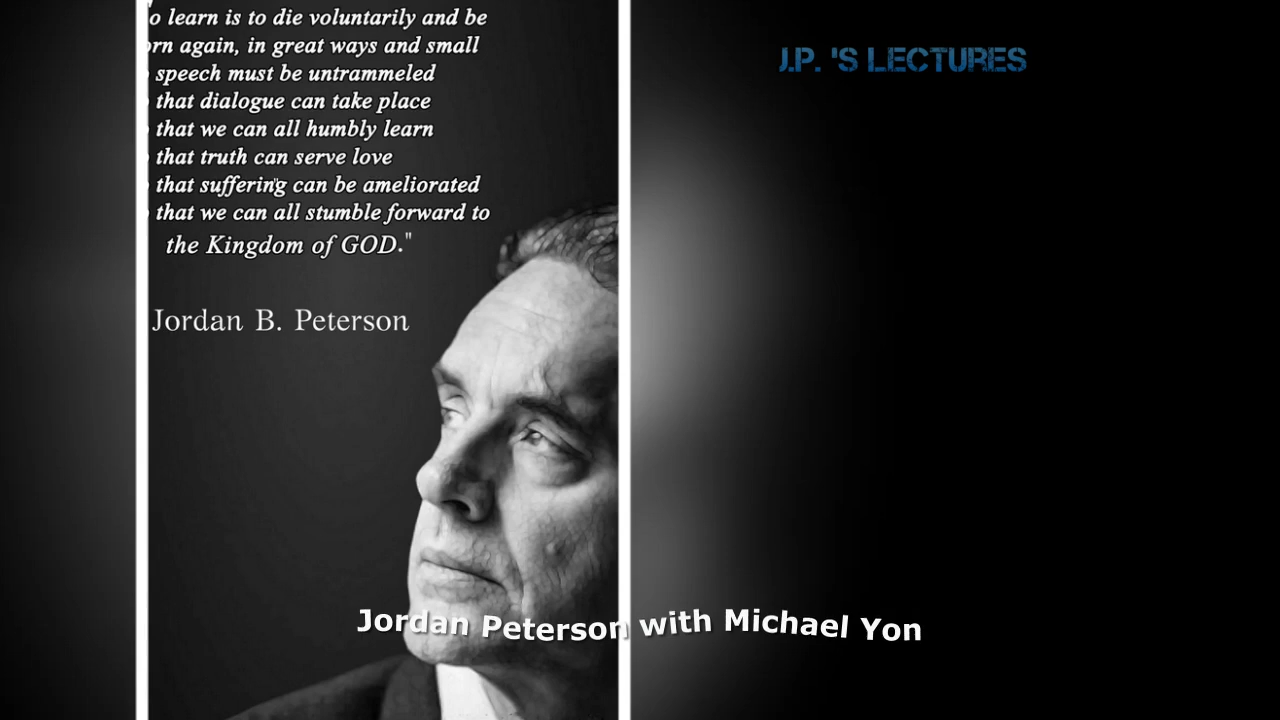 o learn is to die voluntarily and be
rn again, in great ways and small
speech must be untrammeled
that dialogue can take place
that we can all humbly learn
that truth can serve love
that suffering can be ameliorated
that we can all stumble forward to
the Kingdom of GOD."
Jordan B. Peterson
J.P. 'S LECTURES
Jordan Peterson with Michael Yon